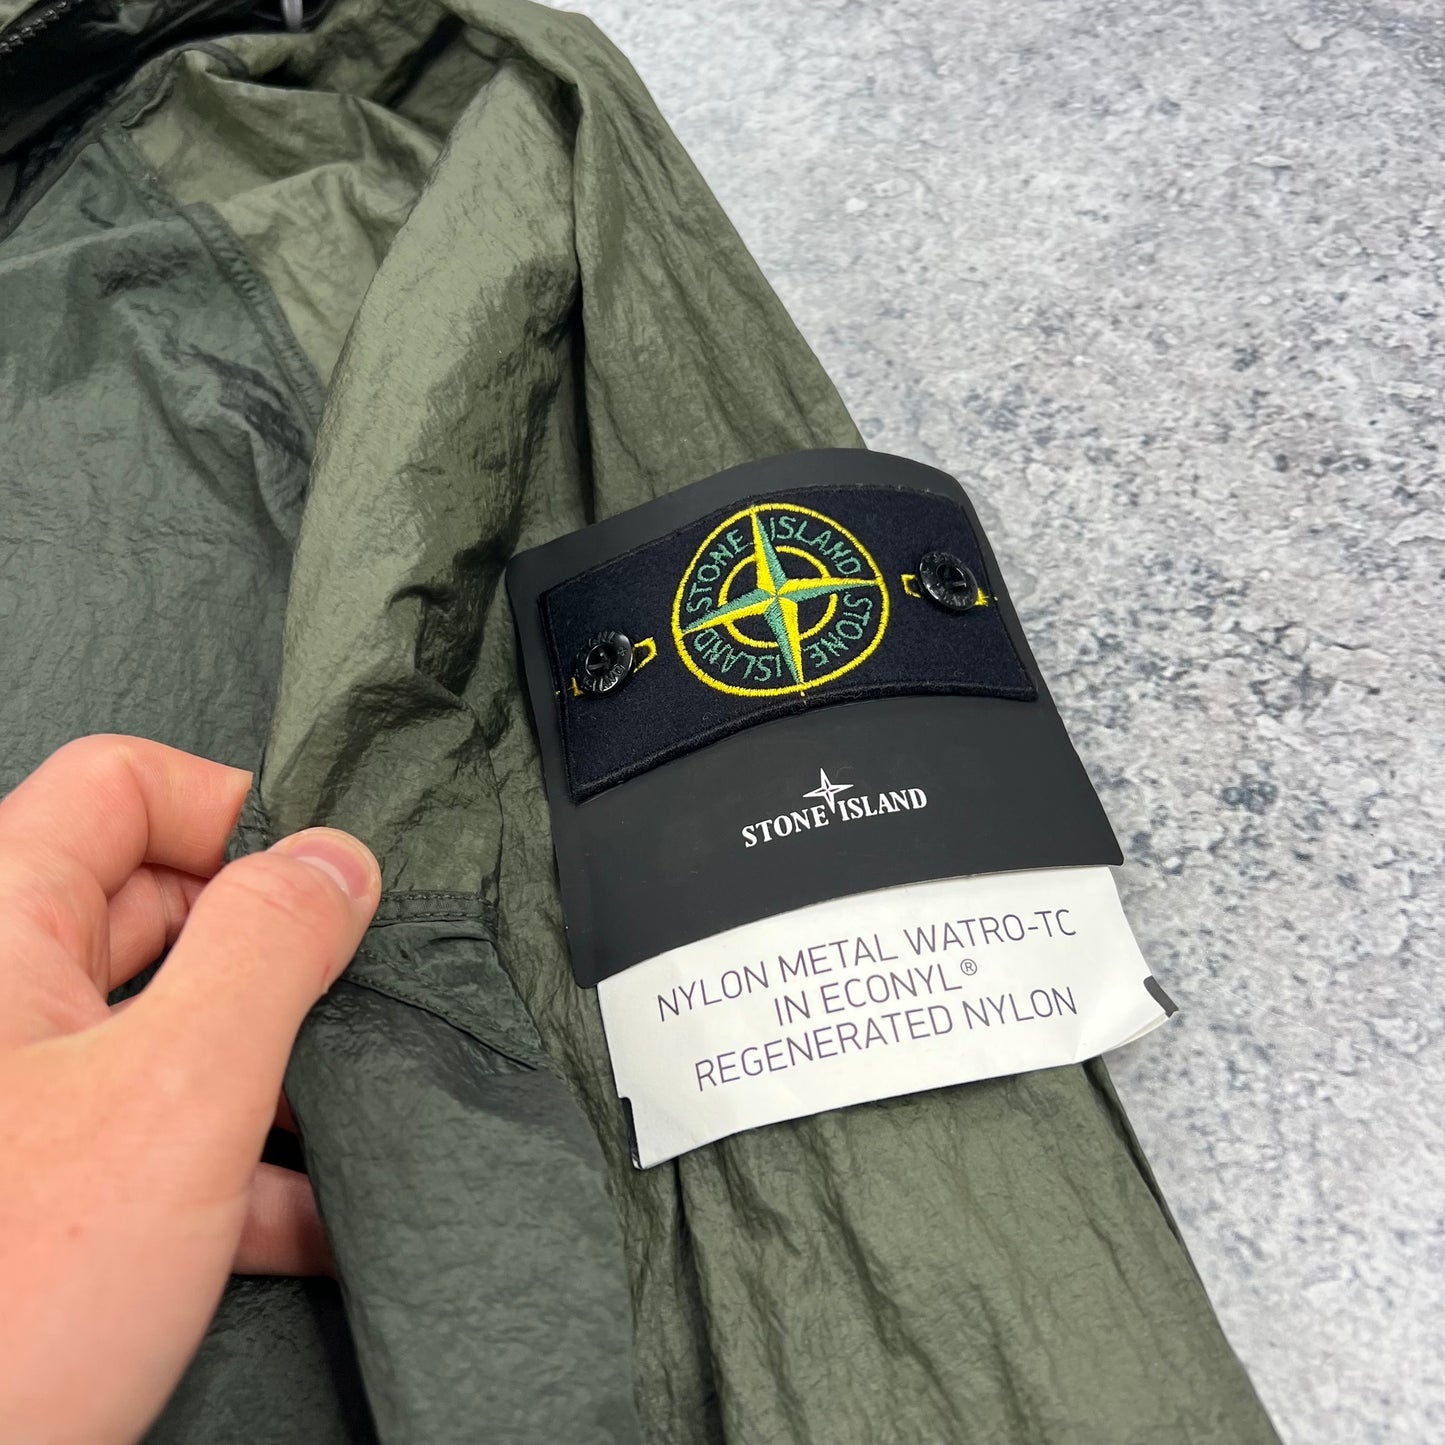 STONE ISLAND
STONE ISLAND
STONE ISLAND
NYLON METAL WATRO-TC
IN ECONYL®
REGENERATED NYLON